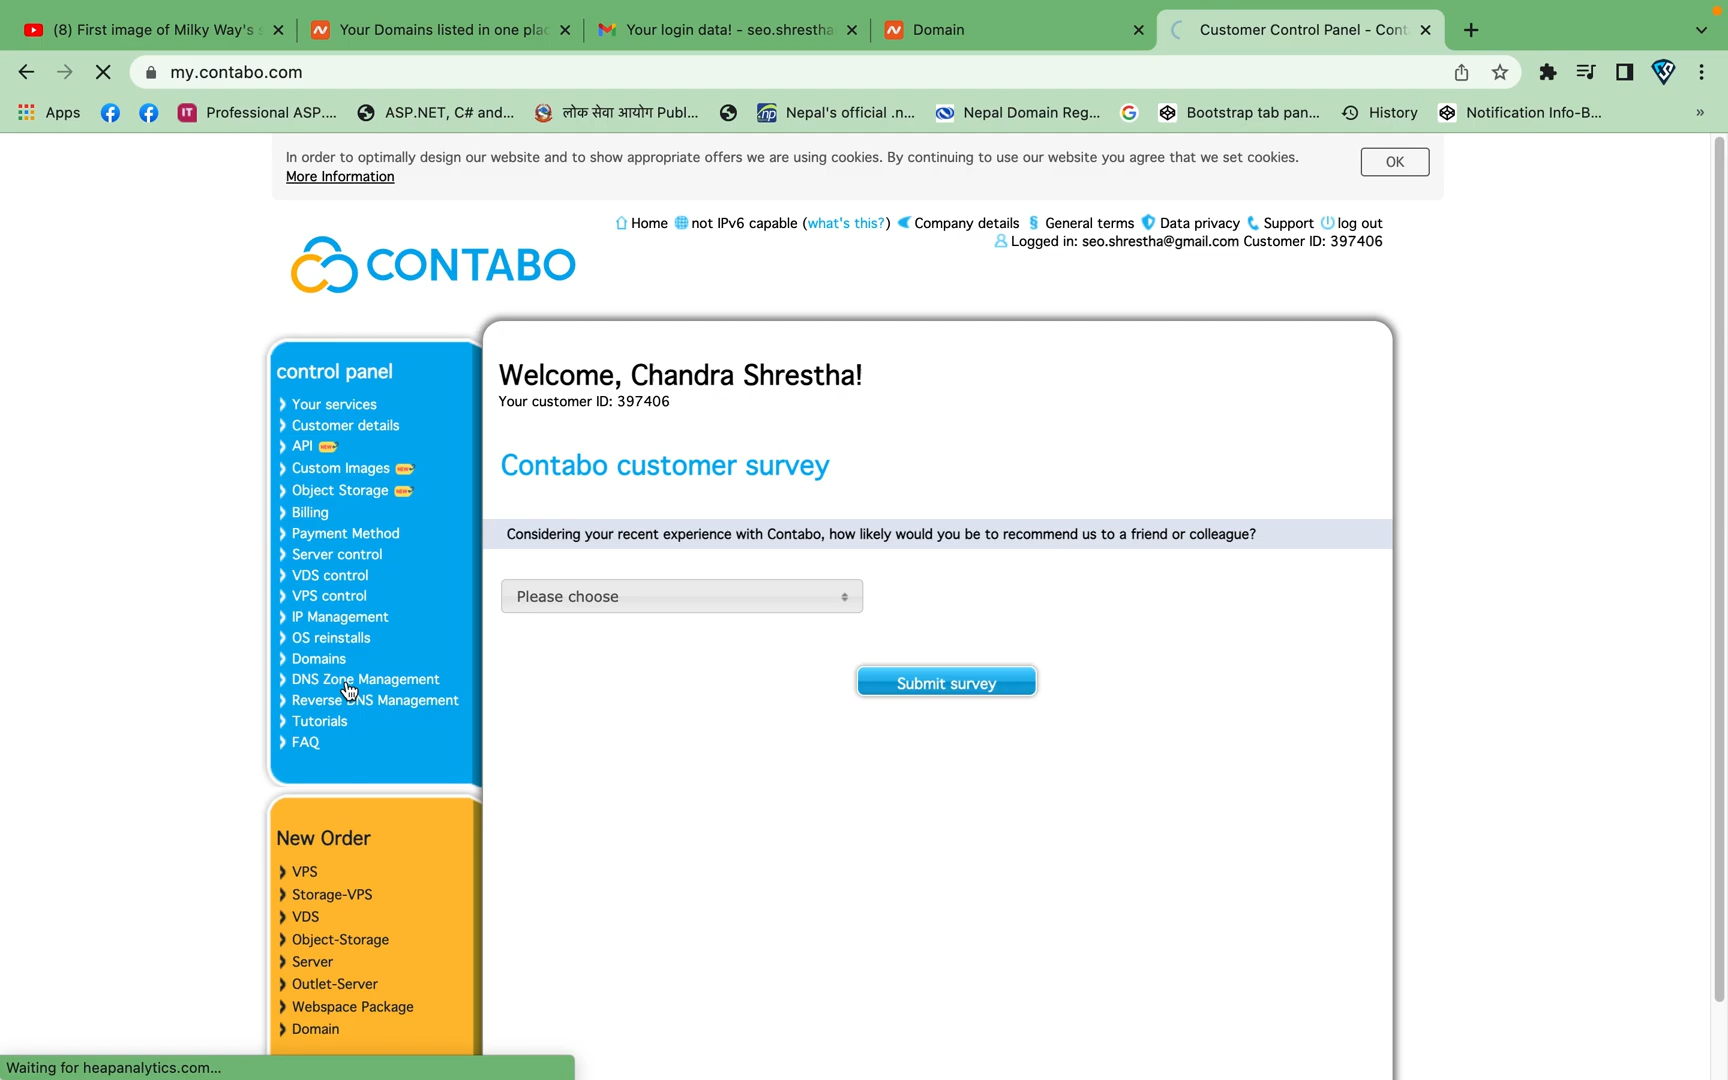 (8) First image of Milky Way's s
Your Domains listed in one plac
Your login data! - seo.shrestha
Domain
Customer Control Panel - Cont
my.contabo.com
Apps
Professional ASP....
ASP.NET, C# and...
लोक सेवा आयोग Publ...
Nepal's official .n...
Nepal Domain Reg...
Bootstrap tab pan...
History
Notification Info-B...
»
In order to optimally design our website and to show appropriate offers we are using cookies. By continuing to use our website you agree that we set cookies.
More Information
OK
Home not IPv6 capable (what's this?) Company details § General terms Data privacy Support log out
Logged in: seo.shrestha@gmail.com Customer ID: 397406
CONTABO
control panel
Your services
Customer details
API NEW
Custom Images NEW
Object Storage NEW
Billing
Payment Method
Server control
VDS control
VPS control
IP Management
OS reinstalls
Domains
DNS Zone Management
Reverse DNS Management
Tutorials
FAQ
New Order
VPS
Storage-VPS
VDS
Object-Storage
Server
Outlet-Server
Webspace Package
Domain
Welcome, Chandra Shrestha!
Your customer ID: 397406
Contabo customer survey
Considering your recent experience with Contabo, how likely would you be to recommend us to a friend or colleague?
Please choose
Submit survey
Waiting for heapanalytics.com...